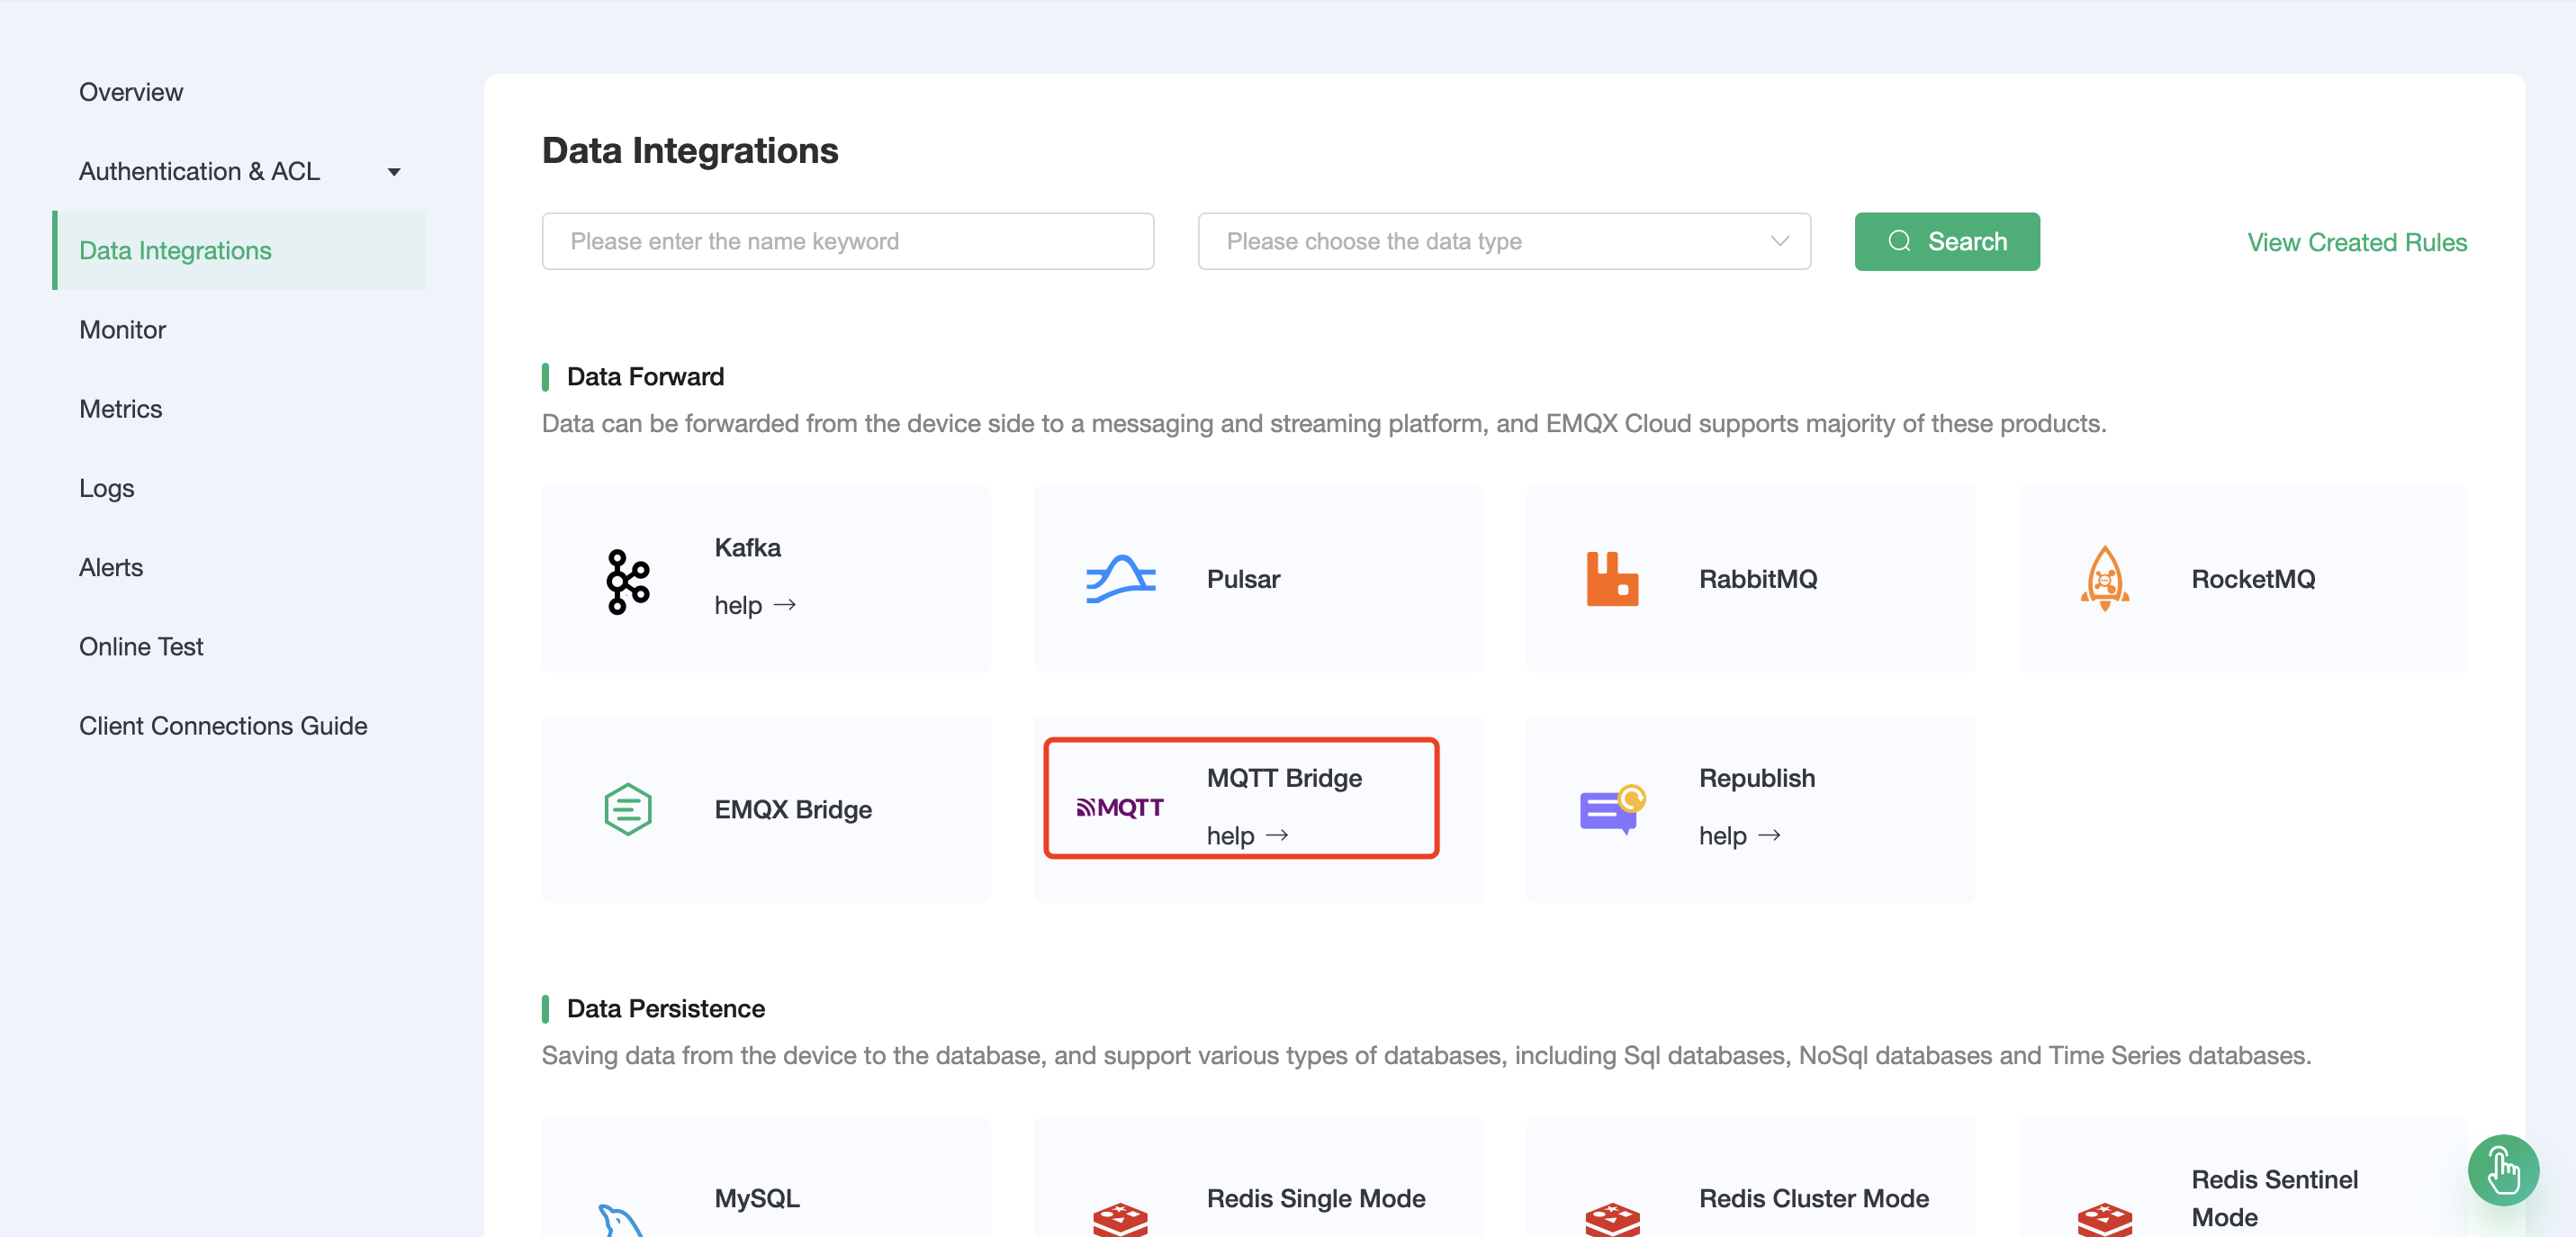 Overview
Authentication & ACL
Data Integrations
Monitor
Metrics
Logs
Alerts
Online Test
Client Connections Guide
Data Integrations
Please enter the name keyword
Please choose the data type
Search
View Created Rules
Data Forward
Data can be forwarded from the device side to a messaging and streaming platform, and EMQX Cloud supports majority of these products.
Kafka
help →
Pulsar
RabbitMQ
RocketMQ
EMQX Bridge
MQTT
MQTT Bridge
help →
Republish
help →
Data Persistence
Saving data from the device to the database, and support various types of databases, including Sql databases, NoSql databases and Time Series databases.
MySQL
Redis Single Mode
Redis Cluster Mode
Redis Sentinel
Mode